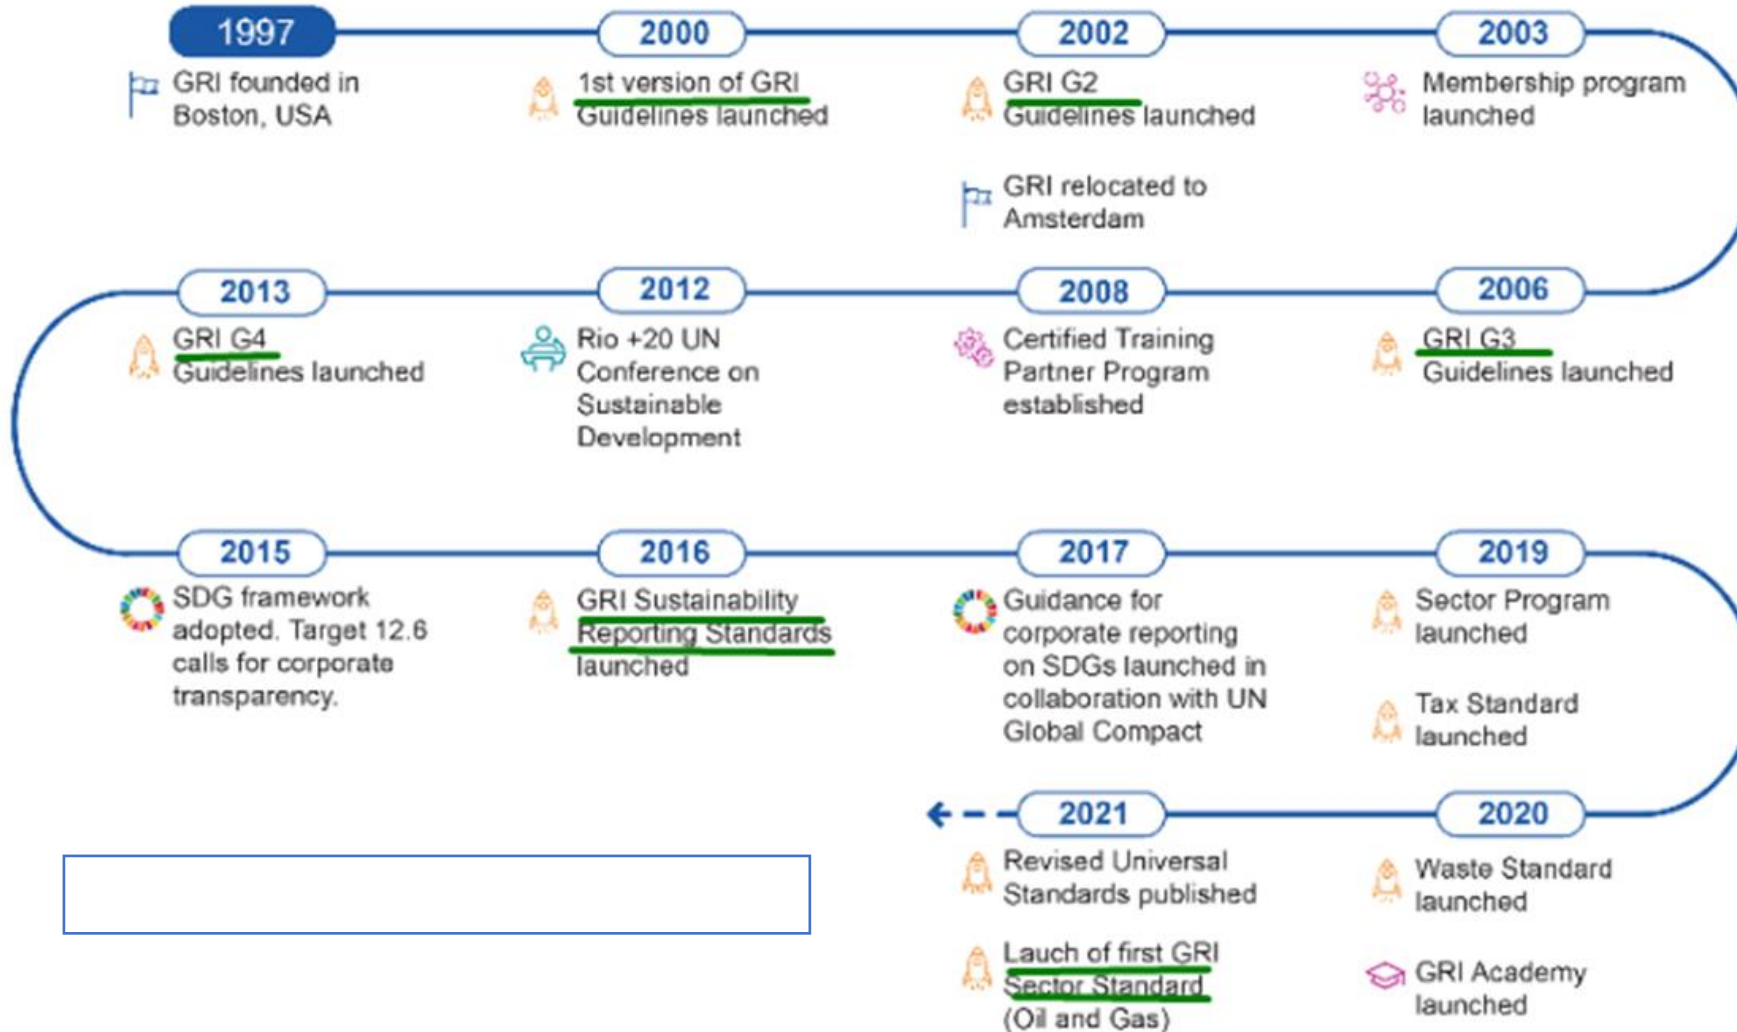 1997
GRI founded in
Boston, USA
2000
1st version of GRI
Guidelines launched
2002
GRI G2
Guidelines launched
GRI relocated to
Amsterdam
2003
Membership program
launched
2006
GRI G3
Guidelines launched
2008
Certified Training
Partner Program
established
2012
Rio +20 UN
Conference on
Sustainable
Development
2013
GRI G4
Guidelines launched
2015
SDG framework
adopted. Target 12.6
calls for corporate
transparency.
2016
GRI Sustainability
Reporting Standards
launched
2017
Guidance for
corporate reporting
on SDGs launched in
collaboration with UN
Global Compact
2019
Sector Program
launched
Tax Standard
launched
2020
Waste Standard
launched
GRI Academy
launched
2021
Revised Universal
Standards published
Lauch of first GRI
Sector Standard
(Oil and Gas)